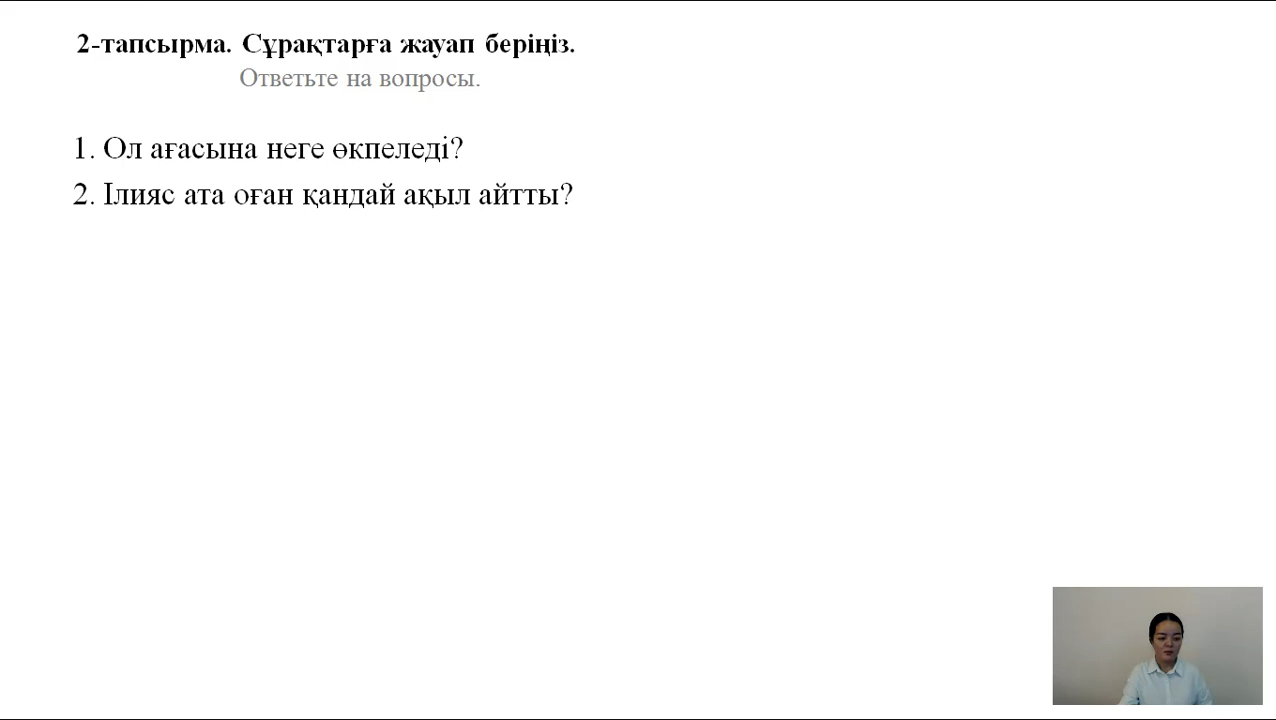 2-тапсырма. Сұрақтарға жауап беріңіз.
Ответьте на вопросы.
1. Ол ағасына неге өкпеледі?
2. Ілияс ата оған қандай ақыл айтты?